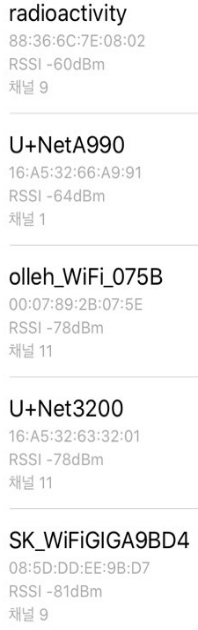 radioactivity
88:36:6C:7E:08:02
RSSI -60dBm
채널 9
U+NetA990
16:A5:32:66:A9:91
RSSI -64dBm
채널 1
olleh_WiFi_075B
00:07:89:2B:07:5E
RSSI -78dBm
채널 11
U+Net3200
16:A5:32:63:32:01
RSSI -78dBm
채널 11
SK_WiFiGIGA9BD4
08:5D:DD:EE:9B:D7
RSSI -81dBm
채널 9